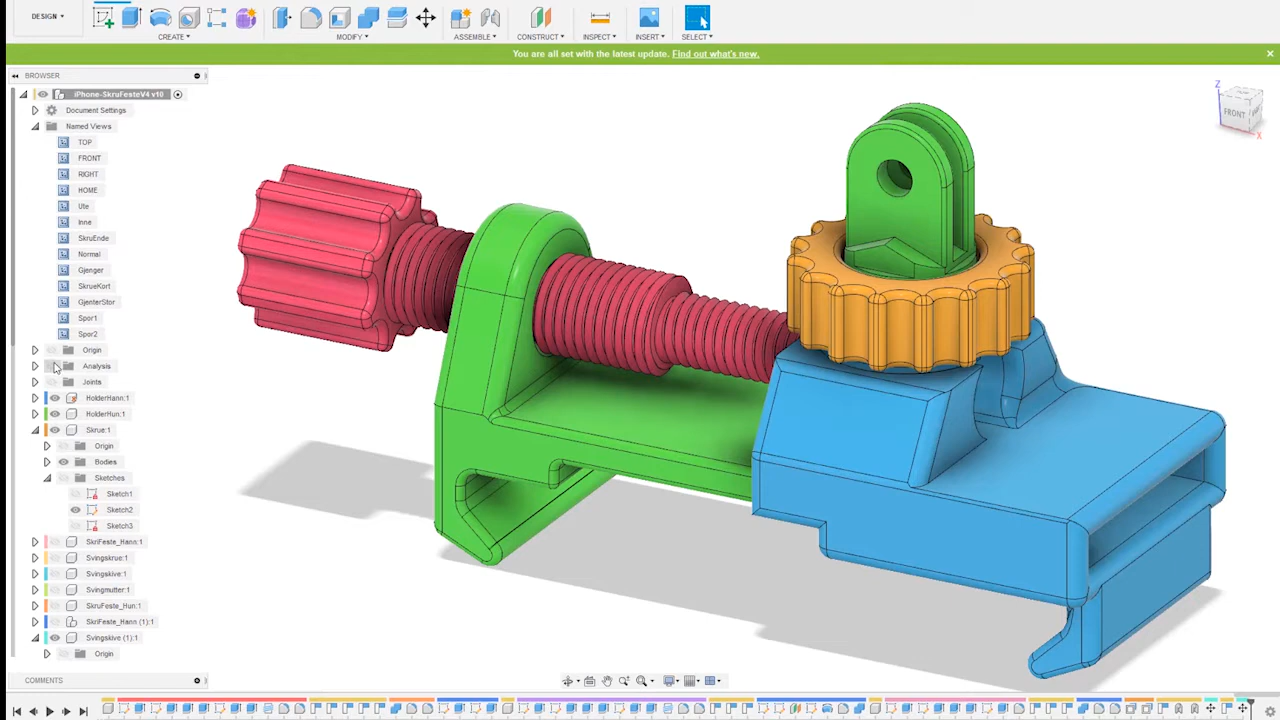 DESIGN
CREATE
MODIFY
ASSEMBLE
CONSTRUCT
INSPECT
INSERT
SELECT
You are all set with the latest update. Find out what's new.
BROWSER
iPhone-SkruFesteV4 v10
Document Settings
Named Views
TOP
FRONT
RIGHT
HOME
Ute
Inne
SkruEnde
Normal
Gjenger
SkrueKort
GjenterStor
Spor1
Spor2
Origin
Analysis
Joints
HolderHann:1
HolderHun:1
Skrue:1
Origin
Bodies
Sketches
Sketch1
Sketch2
Sketch3
SkriFeste_Hann:1
Svingskrue:1
Svingskive:1
Svingmutter:1
SkruFeste_Hun:1
SkriFeste_Hann (1):1
Svingskive (1):1
Origin
COMMENTS
Z
FRONT
X